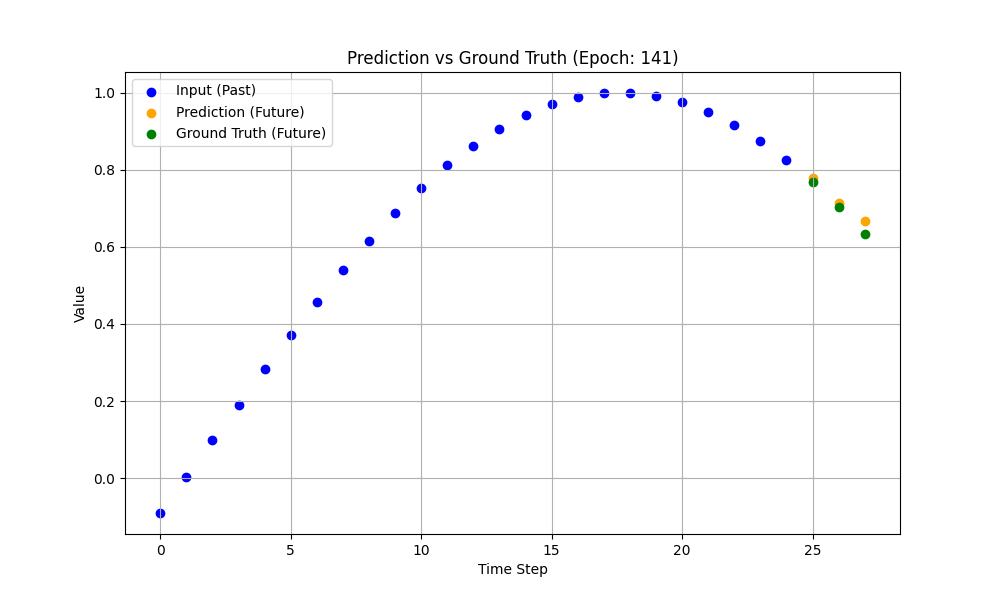 Prediction vs Ground Truth (Epoch: 141)
Input (Past)
Prediction (Future)
Ground Truth (Future)
1.0
0.8
0.6
0.4
0.2
0.0
Value
0 5 10 15 20 25
Time Step